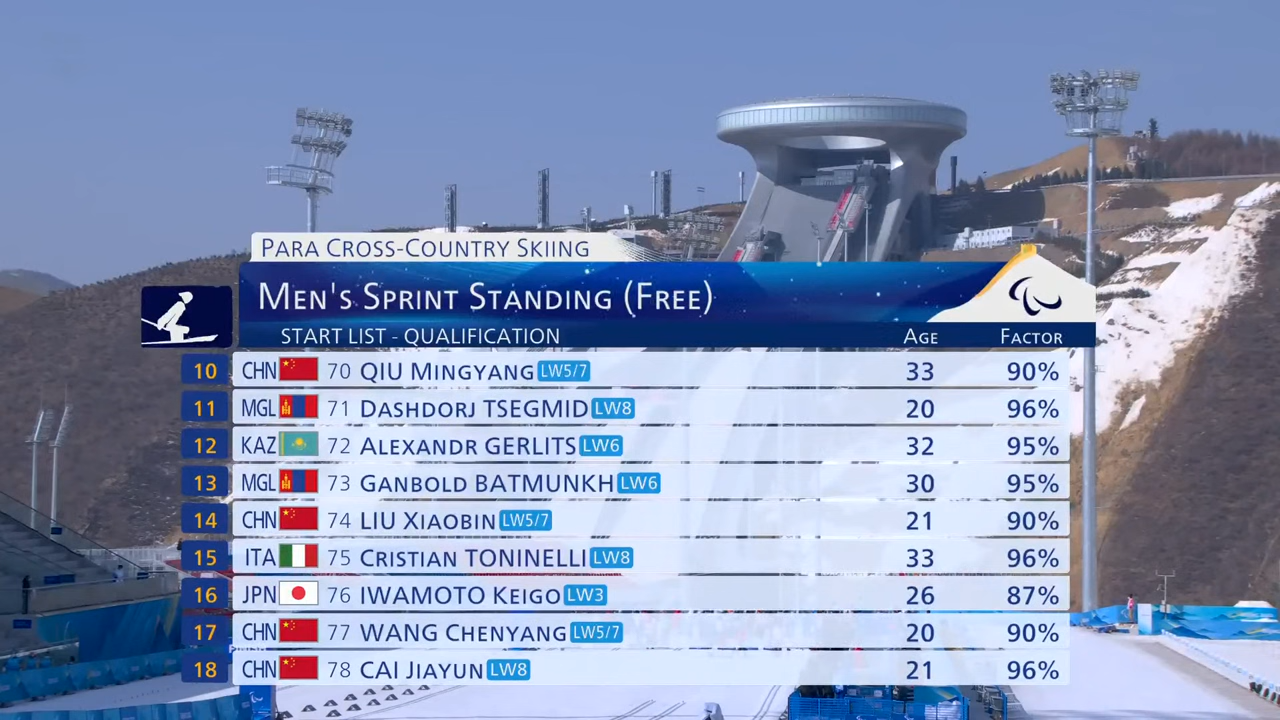 PARA CROSS-COUNTRY SKIING
MEN'S SPRINT STANDING (FREE)
START LIST - QUALIFICATION AGE FACTOR
10 CHN 70 QIU MINGYANG LW5/7 33 90%
11 MGL 71 DASHDORJ TSEGMID LW8 20 96%
12 KAZ 72 ALEXANDR GERLITS LW6 32 95%
13 MGL 73 GANBOLD BATMUNKH LW6 30 95%
14 CHN 74 LIU XIAOBIN LW5/7 21 90%
15 ITA 75 CRISTIAN TONINELLI LW8 33 96%
16 JPN 76 IWAMOTO KEIGO LW3 26 87%
17 CHN 77 WANG CHENYANG LW5/7 20 90%
18 CHN 78 CAI JIAYUN LW8 21 96%